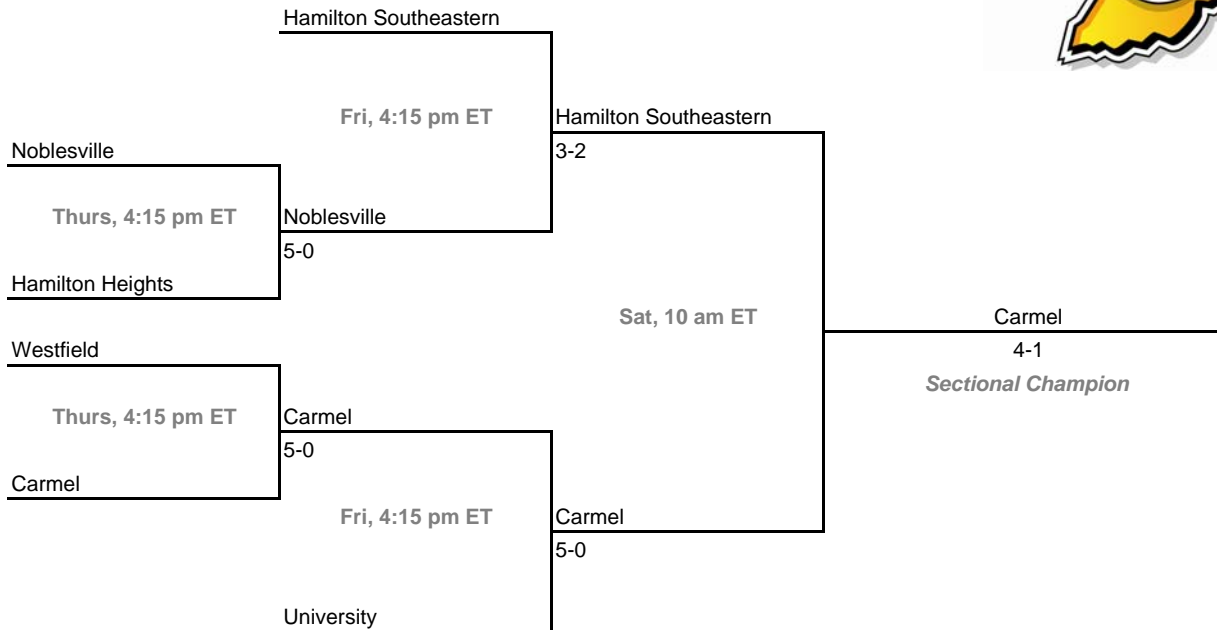 Hamilton Southeastern
Fri, 4:15 pm ET
Hamilton Southeastern
3-2
Noblesville
Thurs, 4:15 pm ET
Noblesville
5-0
Hamilton Heights
Sat, 10 am ET
Carmel
4-1
Sectional Champion
Westfield
Thurs, 4:15 pm ET
Carmel
5-0
Carmel
Fri, 4:15 pm ET
Carmel
5-0
University